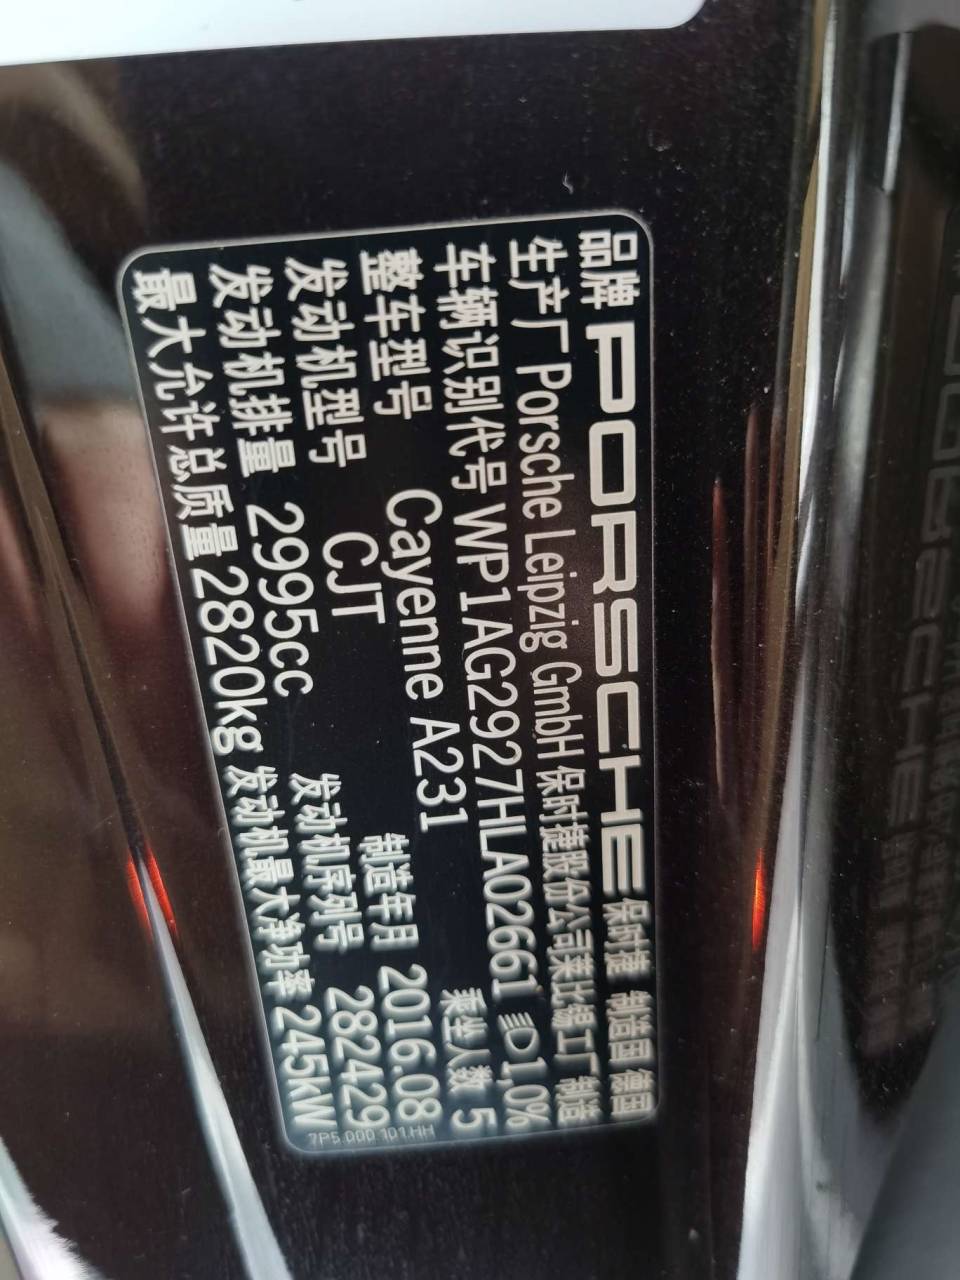 品牌 PORSCHE 保时捷 制造国 德国
生产厂 Porsche Leipzig GmbH 保时捷股份公司莱比锡工厂 制造
车辆识别代号 WP1AG2927HLA02661 1,0%
整车型号 Cayenne A231 乘坐人数 5
发动机型号 CJT 制造年月 2016.08
发动机排量 2995cc 发动机序列号 282429
最大允许总质量 2820kg 发动机最大净功率 245kW
7P5.000.101.HH